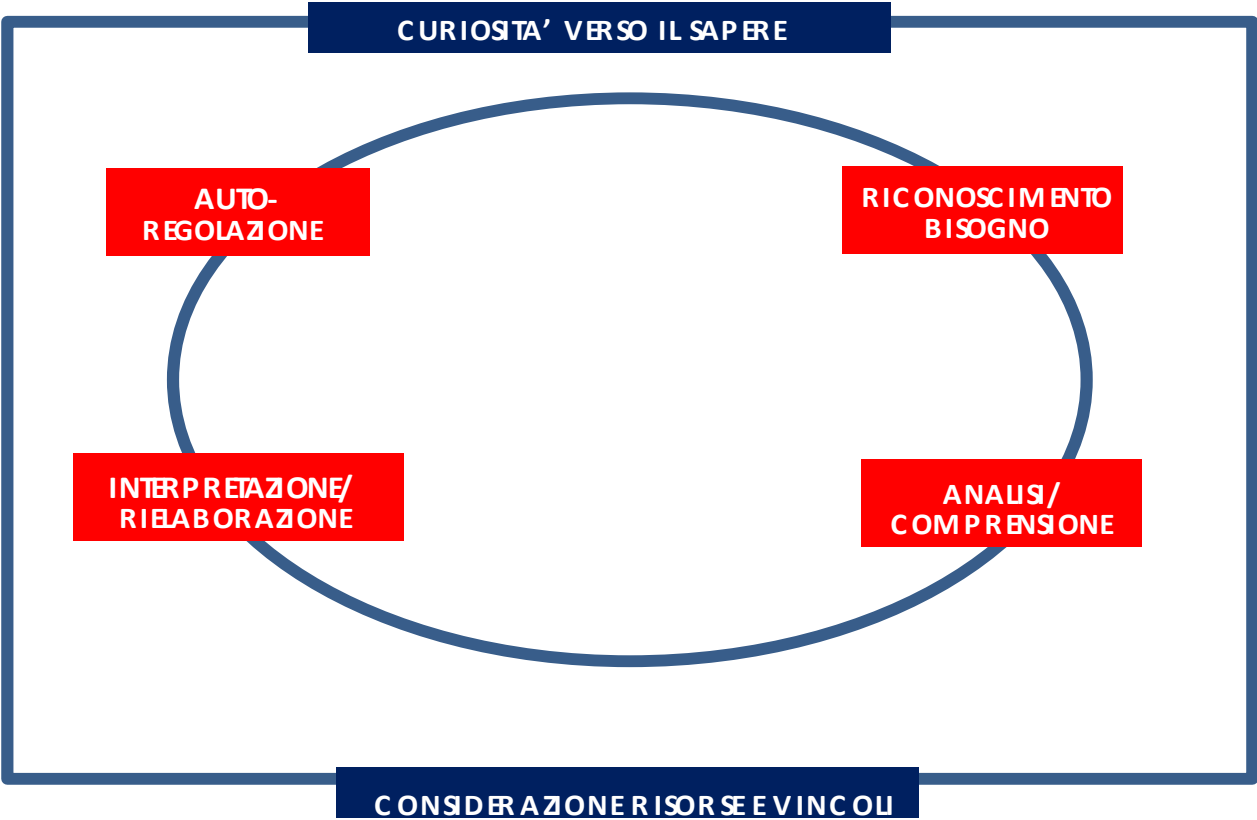 CURIOSITA’ VERSO IL SAPERE
AUTO-
REGOLAZIONE
RICONOSCIMENTO
BISOGNO
INTERPRETAZIONE/
RIELABORAZIONE
ANALISI/
COMPRENSIONE
CONSIDERAZIONE RISORSE E VINCOLI